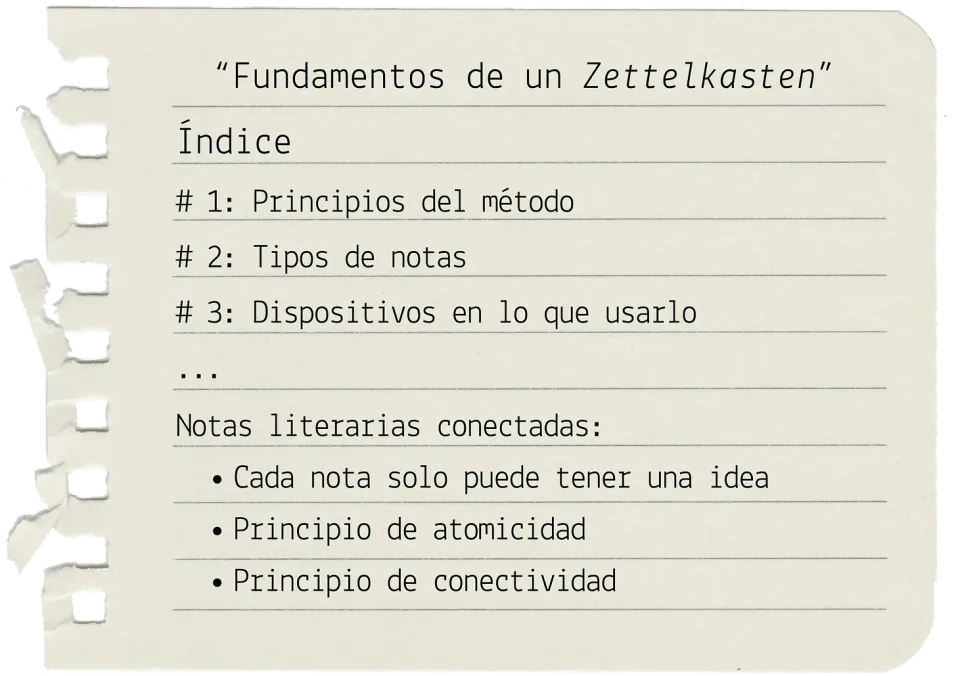 “Fundamentos de un Zettelkasten”
Índice
# 1: Principios del método
# 2: Tipos de notas
# 3: Dispositivos en lo que usarlo
...
Notas literarias conectadas:
• Cada nota solo puede tener una idea
• Principio de atomicidad
• Principio de conectividad